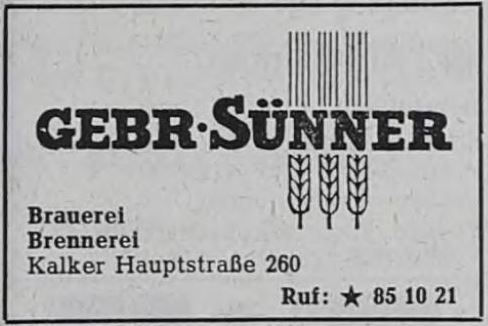 GEBR·SÜNNER
Brauerei
Brennerei
Kalker Hauptstraße 260
Ruf: ★ 85 10 21